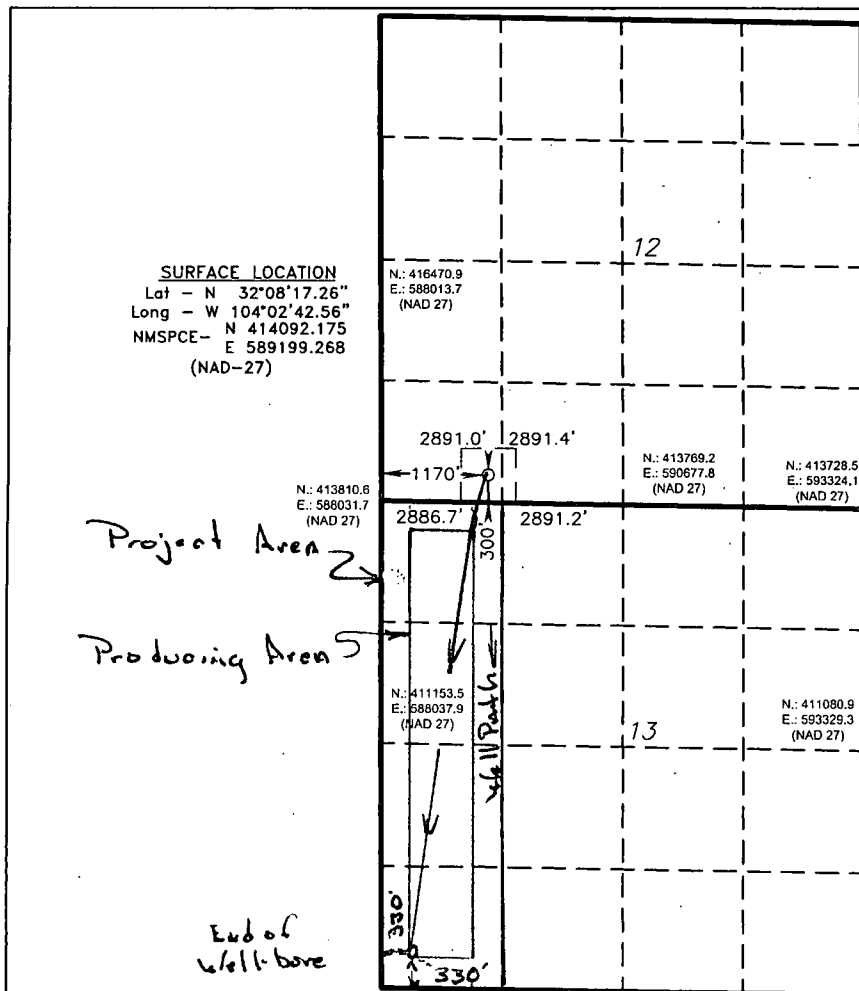 12
SURFACE LOCATION
Lat - N 32°08'17.26"
Long - W 104°02'42.56"
NMSPCE- N 414092.175
E 589199.268
(NAD-27)
N.: 416470.9
E.: 588013.7
(NAD 27)
2891.0' 2891.4'
1170'
N.: 413769.2
E.: 590677.8
(NAD 27)
N.: 413728.5
E.: 593324.1
(NAD 27)
N.: 413810.6
E.: 588031.7
(NAD 27)
2886.7' 2891.2'
300'
Project Area
Producing Area
Well Path
N.: 411153.5
E.: 588037.9
(NAD 27)
N.: 411080.9
E.: 593329.3
(NAD 27)
13
330'
End of
Well-bore
330'